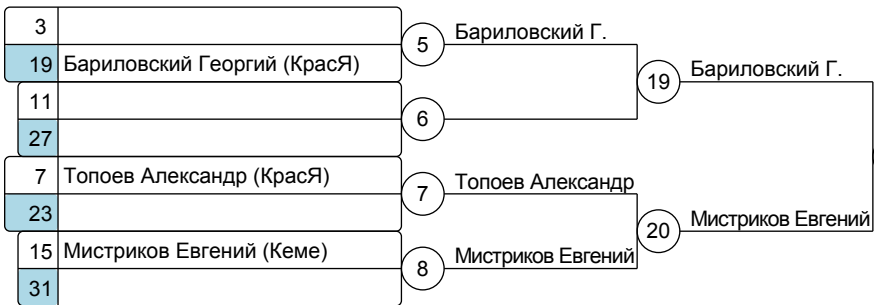 3
19 Бариловский Георгий (КрасЯ)
5
Бариловский Г.
11
27
6
19
Бариловский Г.
7 Топоев Александр (КрасЯ)
23
7
Топоев Александр
15 Мистриков Евгений (Кеме)
31
8
Мистриков Евгений
20
Мистриков Евгений